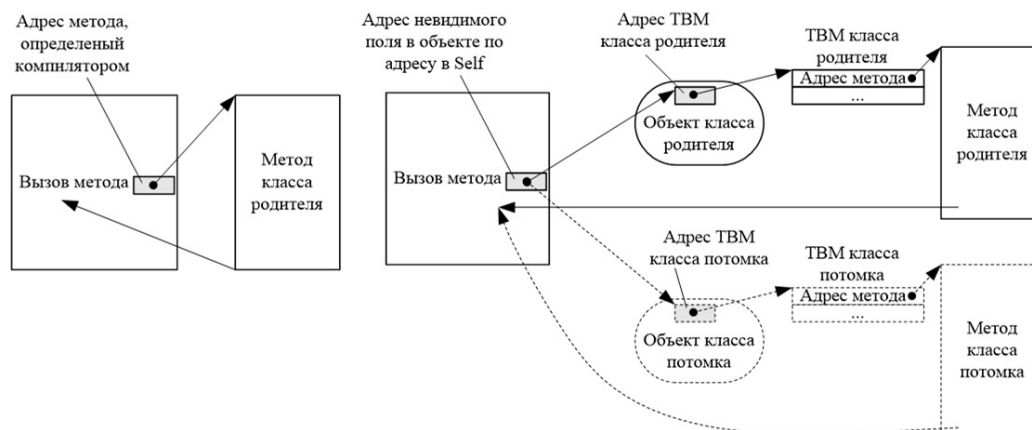 Адрес метода,
определеный
компилятором
Вызов метода
Метод
класса
родителя
Адрес невидимого
поля в объекте по
адресу в Self
Вызов метода
Адрес ТВМ
класса родителя
Объект класса
родителя
ТВМ класса
родителя
Адрес метода
...
Метод
класса
родителя
Адрес ТВМ
класса потомка
Объект класса
потомка
ТВМ класса
потомка
Адрес метода
...
Метод
класса
потомка